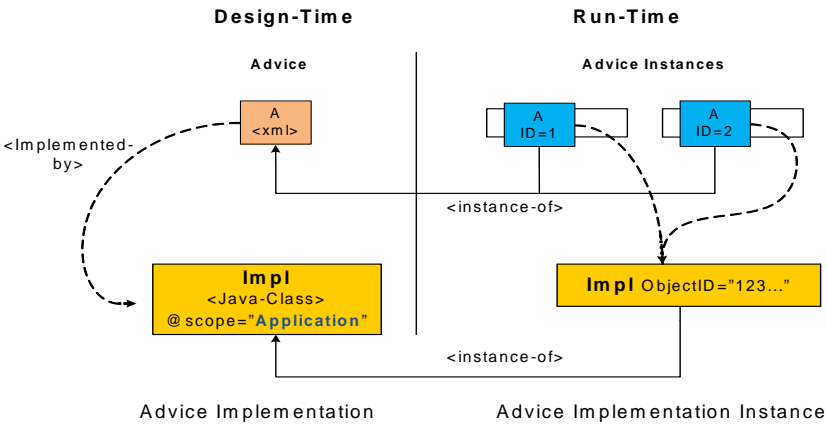 Design-Time
Run-Time
Advice
Advice Instances
A
<xml>
A
ID=1
A
ID=2
<Implemented-
by>
<instance-of>
Impl
<Java-Class>
@scope="Application"
Impl ObjectID="123..."
<instance-of>
Advice Implementation
Advice Implementation Instance